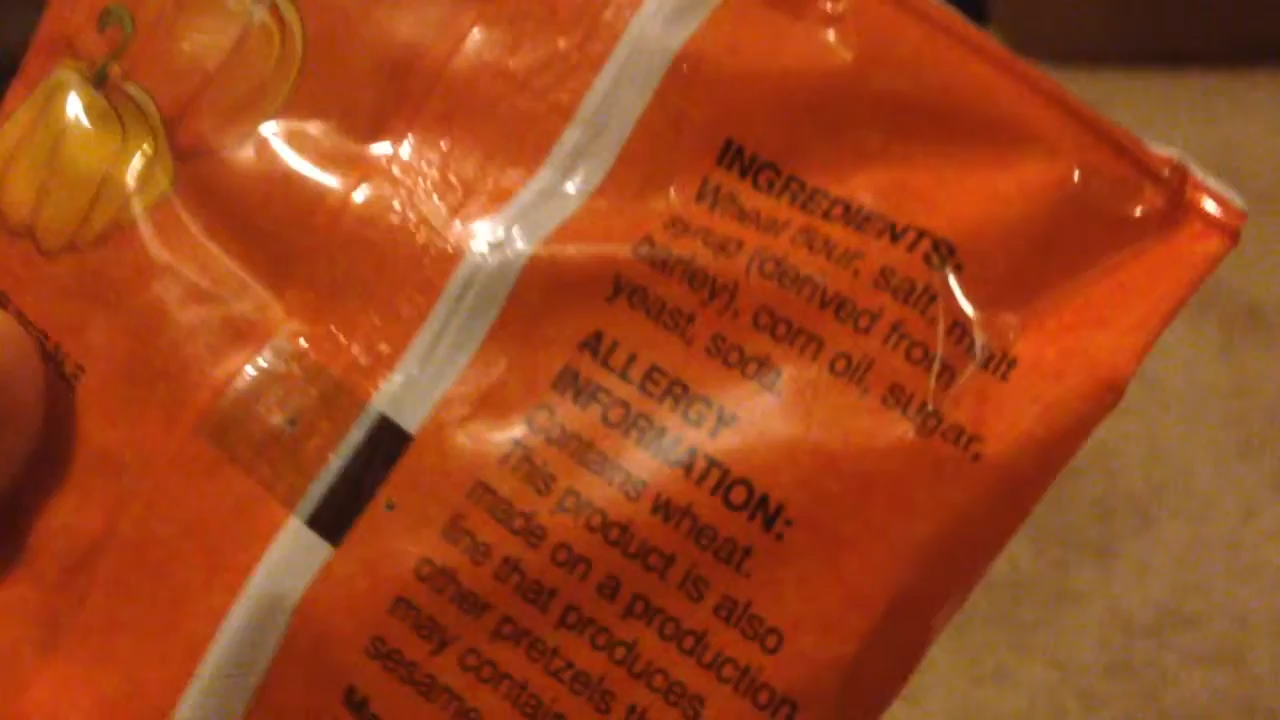 INGREDIENTS:
Wheat flour, salt, malt
syrup (derived from
barley), corn oil, sugar,
yeast, soda.
ALLERGY
INFORMATION:
Contains wheat.
This product is also
made on a production
line that produces
other pretzels
may contain
sesame